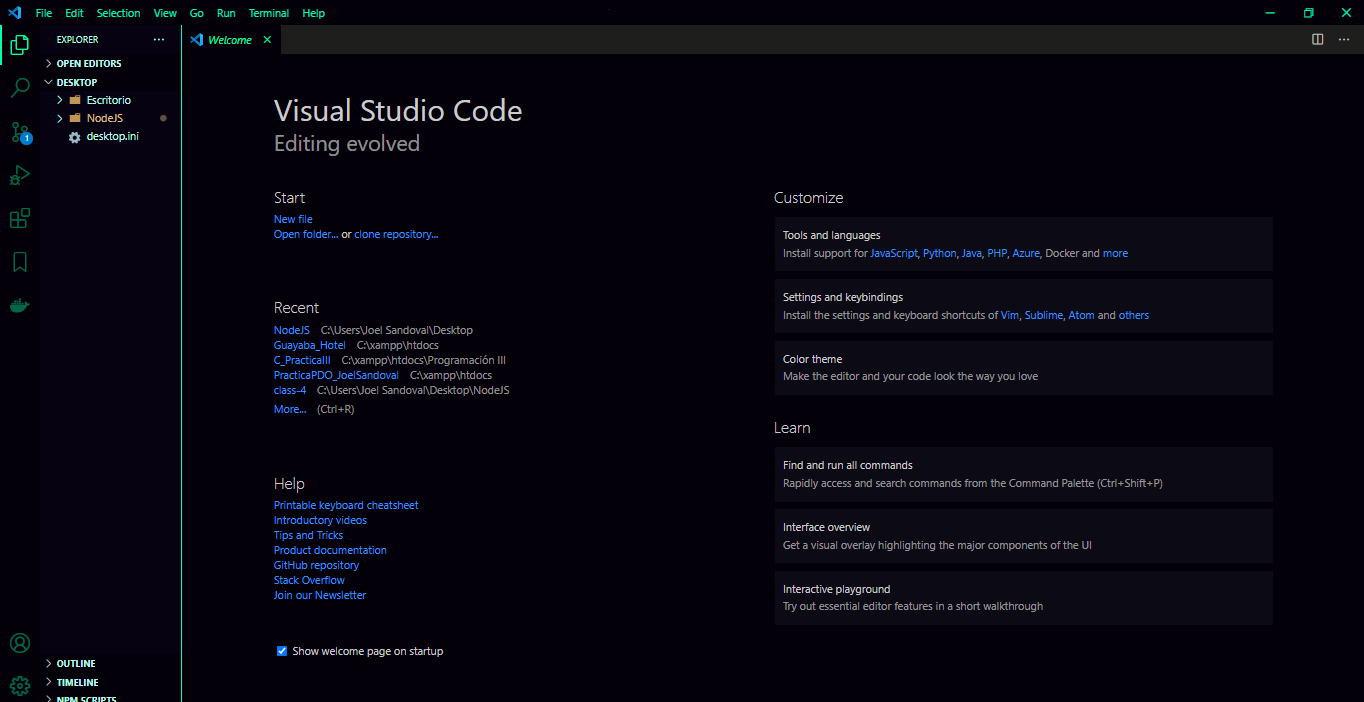 File Edit Selection View Go Run Terminal Help
EXPLORER
OPEN EDITORS
DESKTOP
Escritorio
NodeJS
desktop.ini
1
OUTLINE
TIMELINE
NPM SCRIPTS
Welcome
Visual Studio Code
Editing evolved
Start
New file
Open folder... or clone repository...
Recent
NodeJS C:\Users\Joel Sandoval\Desktop
Guayaba_Hotel C:\xampp\htdocs
C_PracticaIII C:\xampp\htdocs\Programación III
PracticaPDO_JoelSandoval C:\xampp\htdocs
class-4 C:\Users\Joel Sandoval\Desktop\NodeJS
More... (Ctrl+R)
Help
Printable keyboard cheatsheet
Introductory videos
Tips and Tricks
Product documentation
GitHub repository
Stack Overflow
Join our Newsletter
Show welcome page on startup
Customize
Tools and languages
Install support for JavaScript, Python, Java, PHP, Azure, Docker and more
Settings and keybindings
Install the settings and keyboard shortcuts of Vim, Sublime, Atom and others
Color theme
Make the editor and your code look the way you love
Learn
Find and run all commands
Rapidly access and search commands from the Command Palette (Ctrl+Shift+P)
Interface overview
Get a visual overlay highlighting the major components of the UI
Interactive playground
Try out essential editor features in a short walkthrough